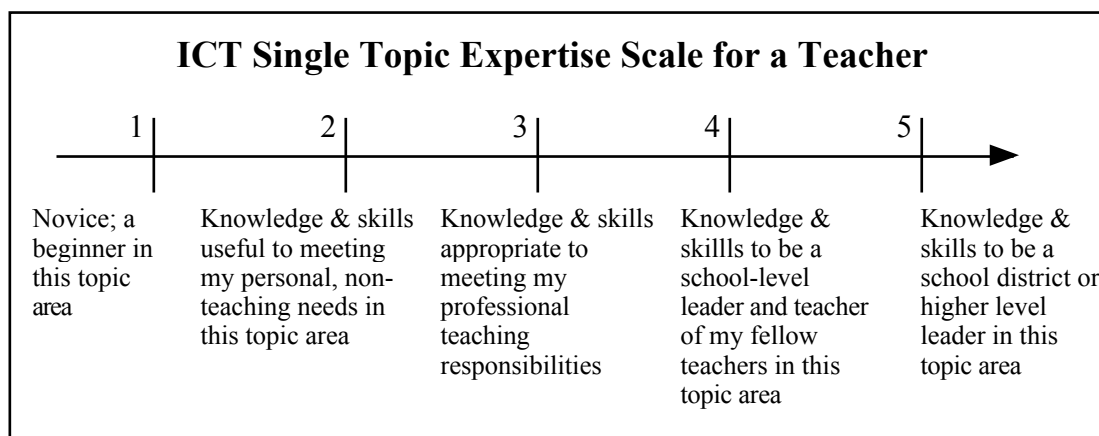 ICT Single Topic Expertise Scale for a Teacher
1
2
3
4
5
Novice; a
beginner in
this topic
area
Knowledge & skills
useful to meeting
my personal, non-
teaching needs in
this topic area
Knowledge & skills
appropriate to
meeting my
professional
teaching
responsibilities
Knowledge &
skillls to be a
school-level
leader and teacher
of my fellow
teachers in this
topic area
Knowledge &
skills to be a
school district or
higher level
leader in this
topic area